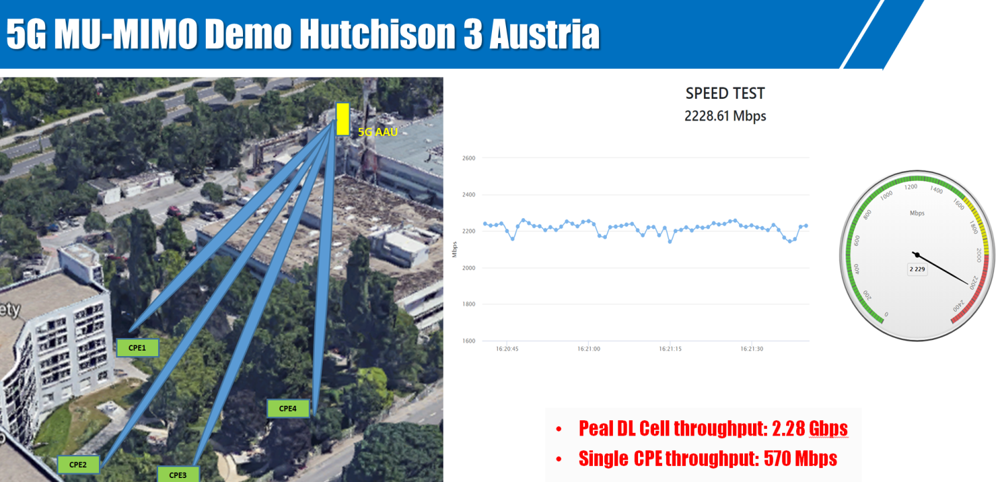 5G MU-MIMO Demo Hutchison 3 Austria
5G AAU
ety
CPE1
CPE4
CPE2
CPE3
SPEED TEST
2228.61 Mbps
Mbps
2600
2400
2200
2000
1800
1600
16:20:45
16:21:00
16:21:15
16:21:30
0
200
400
600
800
1000
1200
1400
1600
1800
2000
2200
2400
Mbps
2 229
• Peal DL Cell throughput: 2.28 Gbps
• Single CPE throughput: 570 Mbps